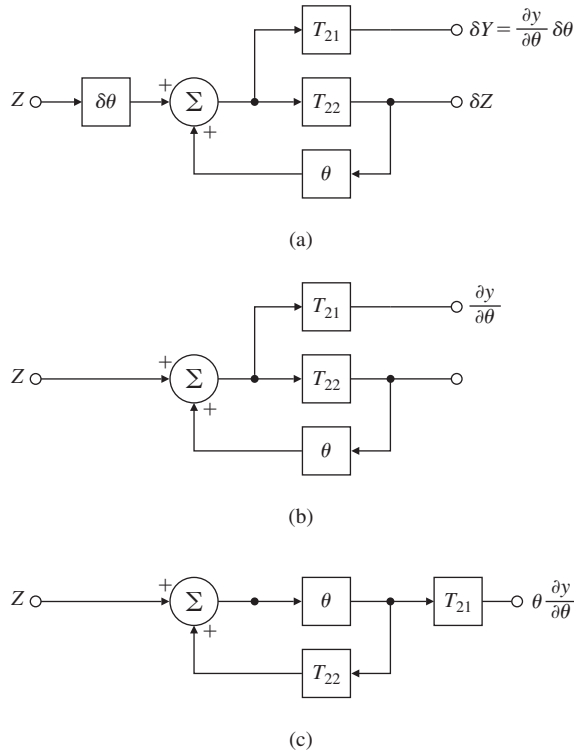 T21
δY = ∂y/∂θ δθ
Z
δθ
+
Σ
T22
δZ
+
θ
(a)
T21
∂y/∂θ
Z
+
Σ
T22
+
θ
(b)
Z
+
Σ
θ
T21
θ ∂y/∂θ
+
T22
(c)